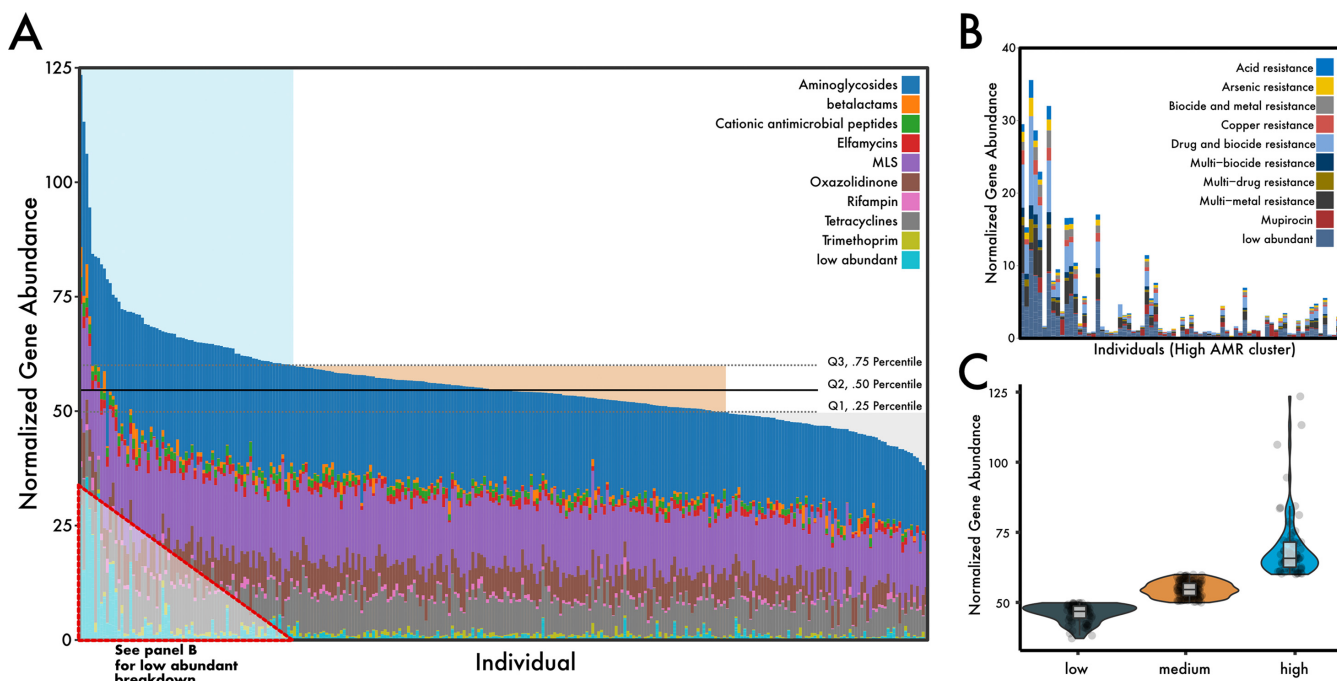 A
Normalized Gene Abundance
125
100
75
50
25
0
Aminoglycosides
betalactams
Cationic antimicrobial peptides
Elfamycins
MLS
Oxazolidinone
Rifampin
Tetracyclines
Trimethoprim
low abundant
Q3, .75 Percentile
Q2, .50 Percentile
Q1, .25 Percentile
See panel B
for low abundant
breakdown
Individual
B
Normalized Gene Abundance
40
30
20
10
0
Acid resistance
Arsenic resistance
Biocide and metal resistance
Copper resistance
Drug and biocide resistance
Multi-biocide resistance
Multi-drug resistance
Multi-metal resistance
Mupirocin
low abundant
Individuals (High AMR cluster)
C
Normalized Gene Abundance
125
100
75
50
low
medium
high